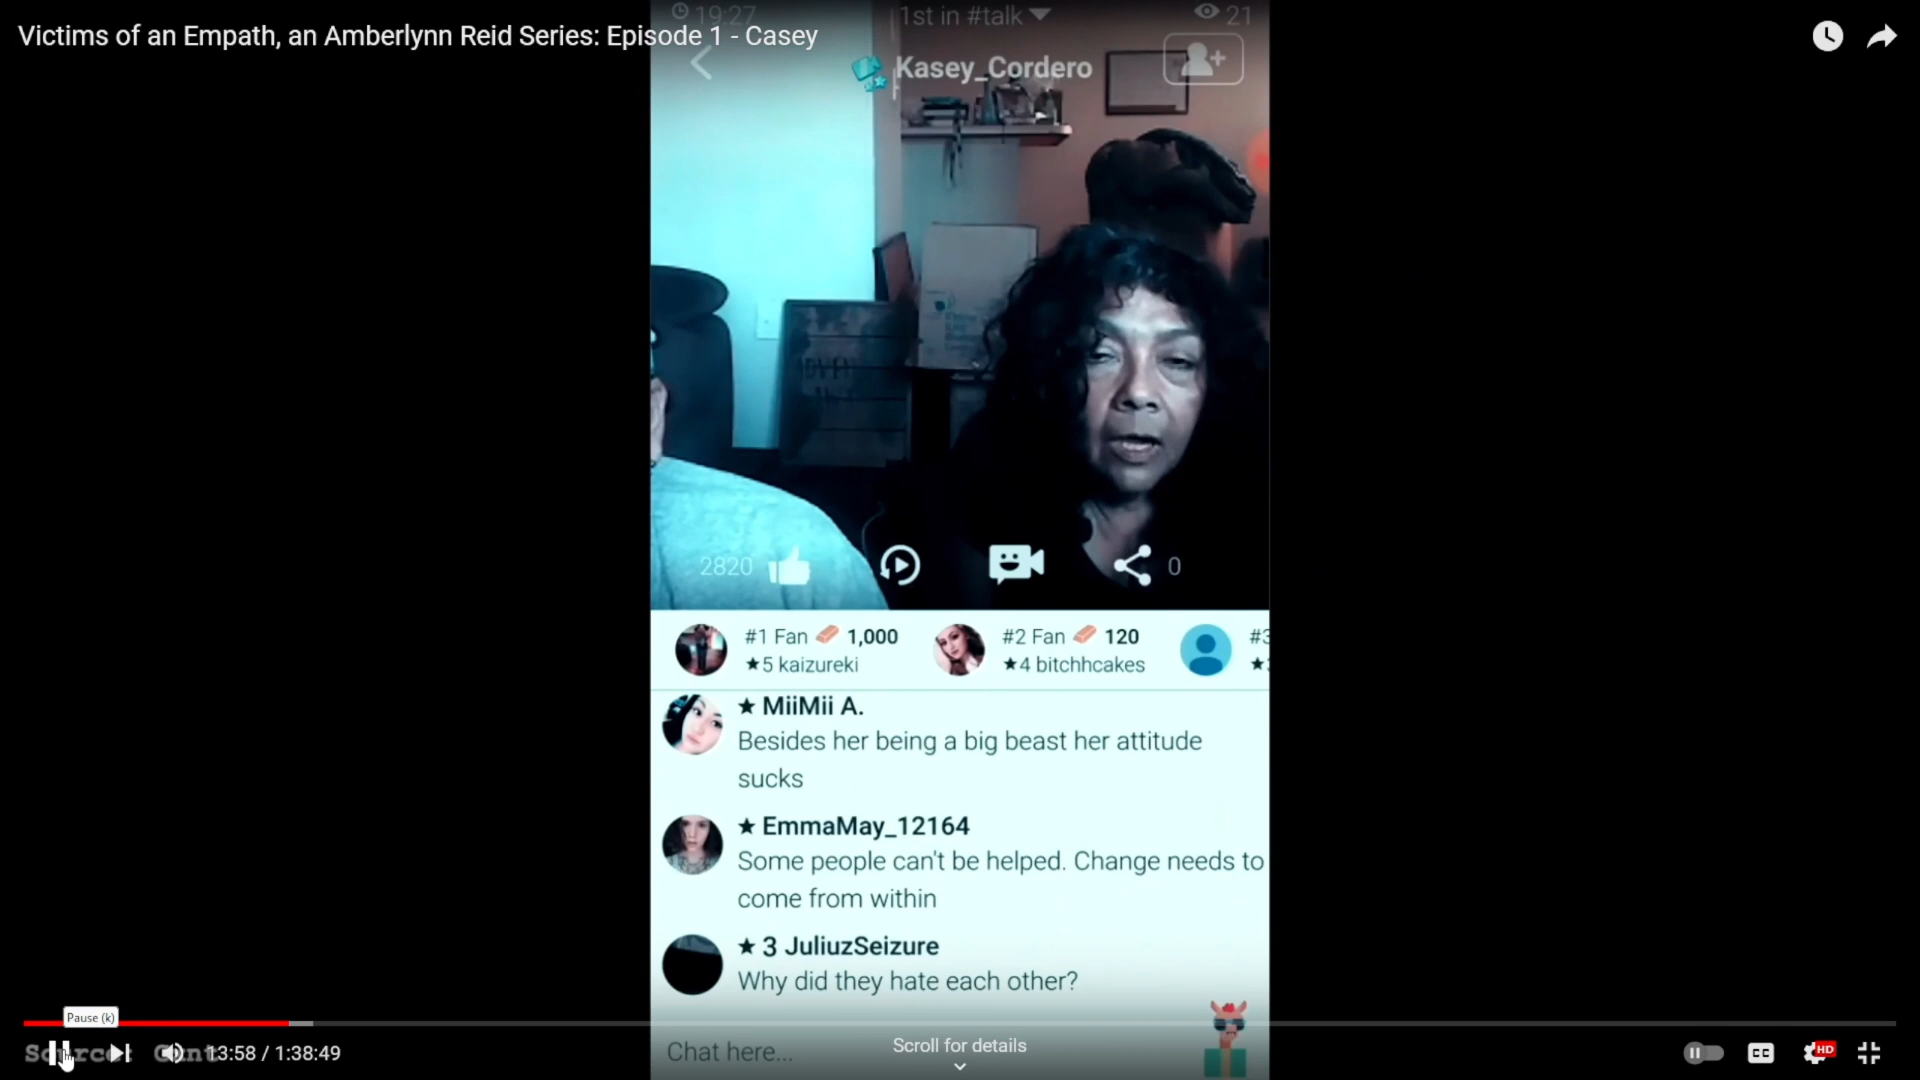 19:27
1st in #talk
21
Victims of an Empath, an Amberlynn Reid Series: Episode 1 - Casey
Kasey_Cordero
2820
0
#1 Fan 1,000
★5 kaizureki
#2 Fan 120
★4 bitchhcakes
#3
★
★ MiiMii A.
Besides her being a big beast her attitude
sucks
★ EmmaMay_12164
Some people can't be helped. Change needs to
come from within
★ 3 JuliuzSeizure
Why did they hate each other?
Pause (k)
13:58 / 1:38:49
Chat here...
Scroll for details
CC
HD